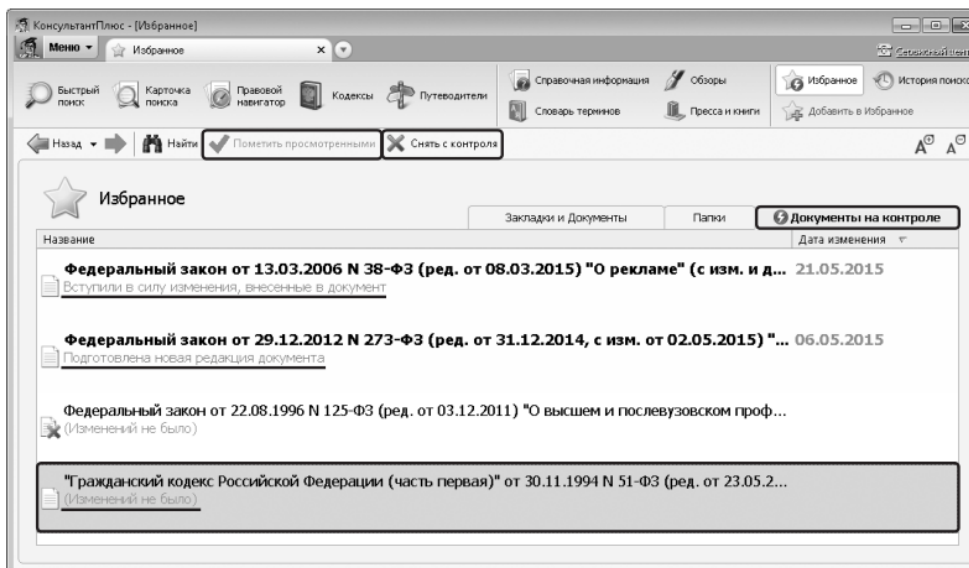 КонсультантПлюс - [Избранное]
Меню
Избранное
Сервисный центр
Быстрый поиск
Карточка поиска
Правовой навигатор
Кодексы
Путеводители
Справочная информация
Словарь терминов
Обзоры
Пресса и книги
Избранное
История поиско
Добавить в Избранное
Назад
Найти
Пометить просмотренными
Снять с контроля
Избранное
Закладки и Документы
Папки
Документы на контроле
Название
Дата изменения
Федеральный закон от 13.03.2006 N 38-ФЗ (ред. от 08.03.2015) "О рекламе" (с изм. и д... 21.05.2015
Вступили в силу изменения, внесенные в документ
Федеральный закон от 29.12.2012 N 273-ФЗ (ред. от 31.12.2014, с изм. от 02.05.2015) "... 06.05.2015
Подготовлена новая редакция документа
Федеральный закон от 22.08.1996 N 125-ФЗ (ред. от 03.12.2011) "О высшем и послевузовском проф...
(Изменений не было)
"Гражданский кодекс Российской Федерации (часть первая)" от 30.11.1994 N 51-ФЗ (ред. от 23.05.2...
(Изменений не было)